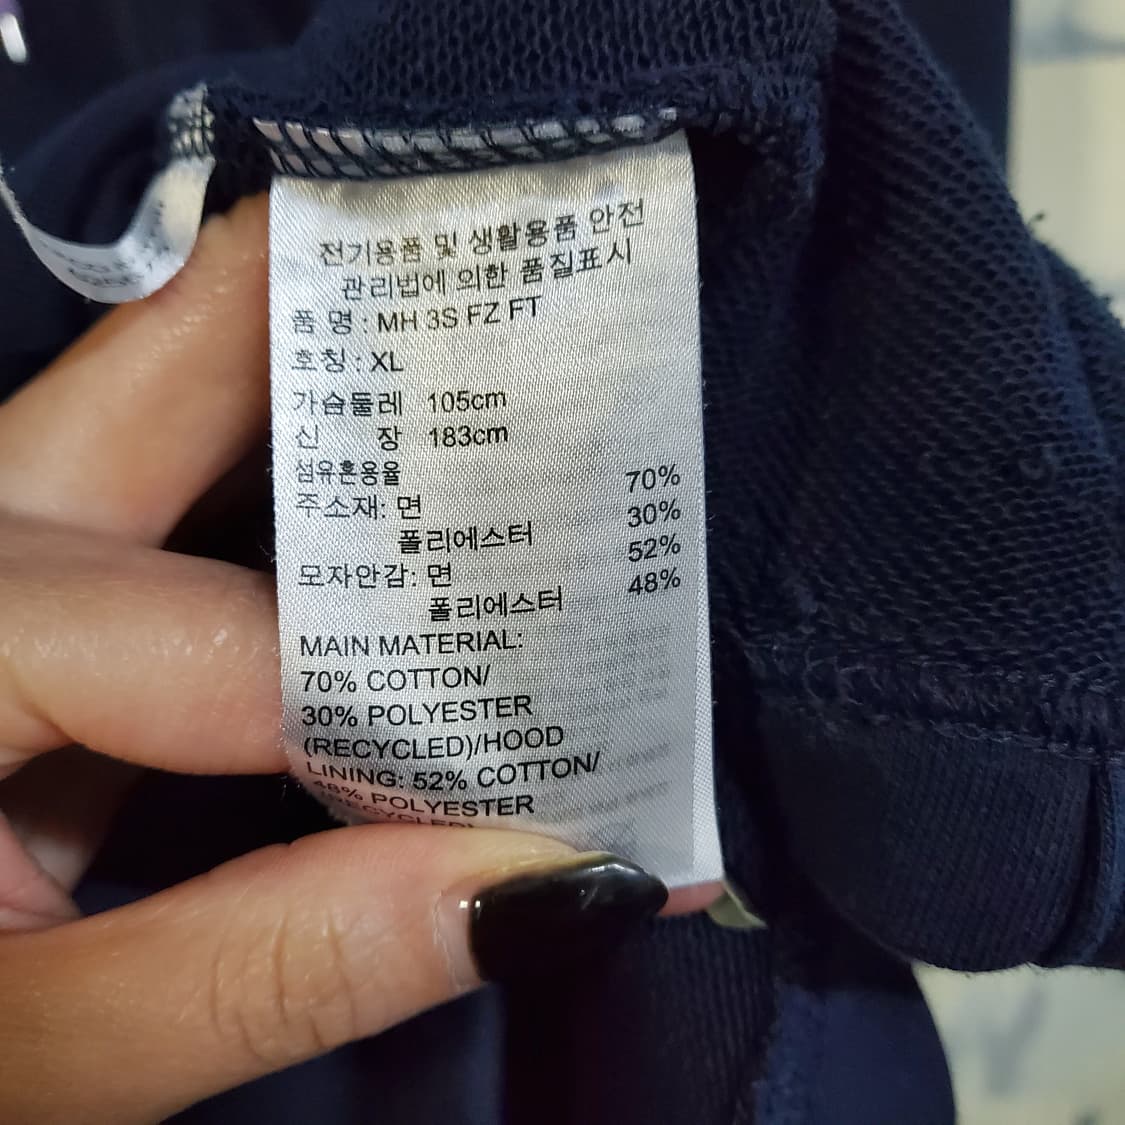 전기용품 및 생활용품 안전
관리법에 의한 품질표시
품 명 : MH 3S FZ FT
호칭 : XL
가슴둘레 105cm
신 장 183cm
섬유혼용율
주소재: 면 70%
폴리에스터 30%
모자안감: 면 52%
폴리에스터 48%
MAIN MATERIAL:
70% COTTON/
30% POLYESTER
(RECYCLED)/HOOD
LINING: 52% COTTON/
48% POLYESTER